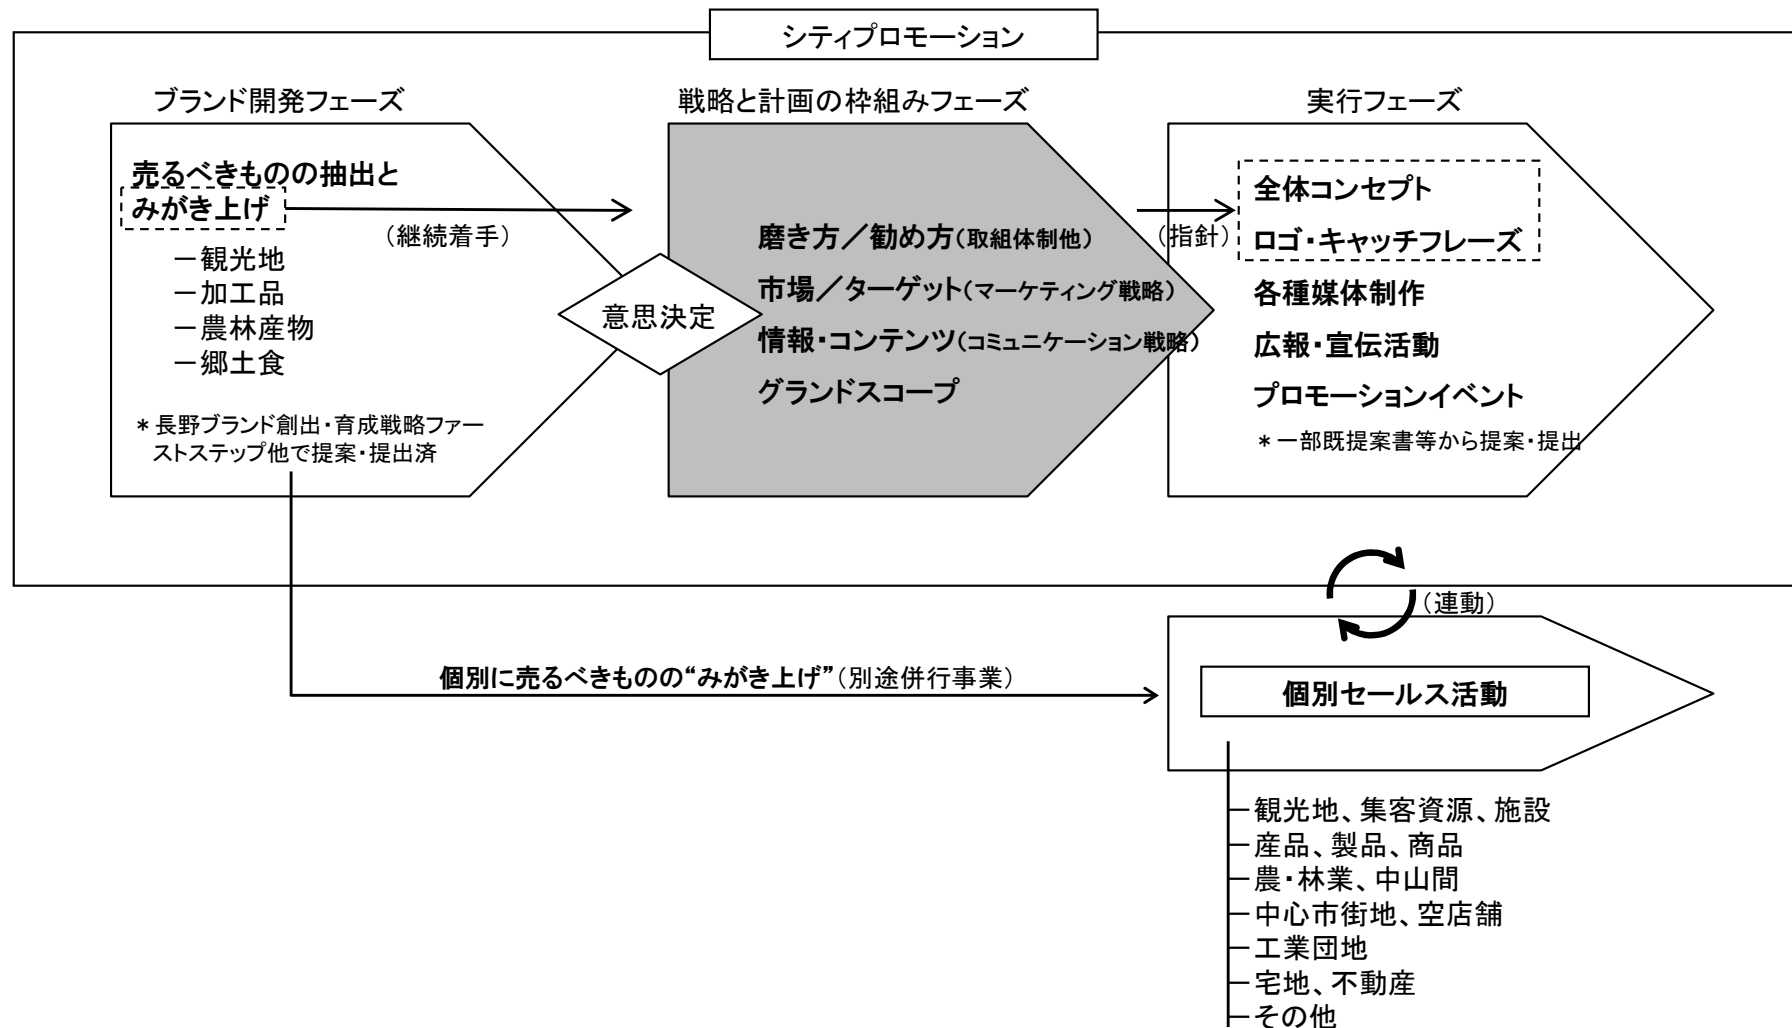 シティプロモーション
ブランド開発フェーズ
売るべきものの抽出と
みがき上げ
（継続着手）
－観光地
－加工品
－農林産物
－郷土食
＊長野ブランド創出・育成戦略ファー
ストステップ他で提案・提出済
意思決定
戦略と計画の枠組みフェーズ
磨き方／勧め方（取組体制他）
市場／ターゲット（マーケティング戦略）
情報・コンテンツ（コミュニケーション戦略）
グランドスコープ
（指針）
実行フェーズ
全体コンセプト
ロゴ・キャッチフレーズ
各種媒体制作
広報・宣伝活動
プロモーションイベント
＊一部既提案書等から提案・提出
（連動）
個別に売るべきものの“みがき上げ”（別途併行事業）
個別セールス活動
－観光地、集客資源、施設
－産品、製品、商品
－農・林業、中山間
－中心市街地、空店舗
－工業団地
－宅地、不動産
－その他